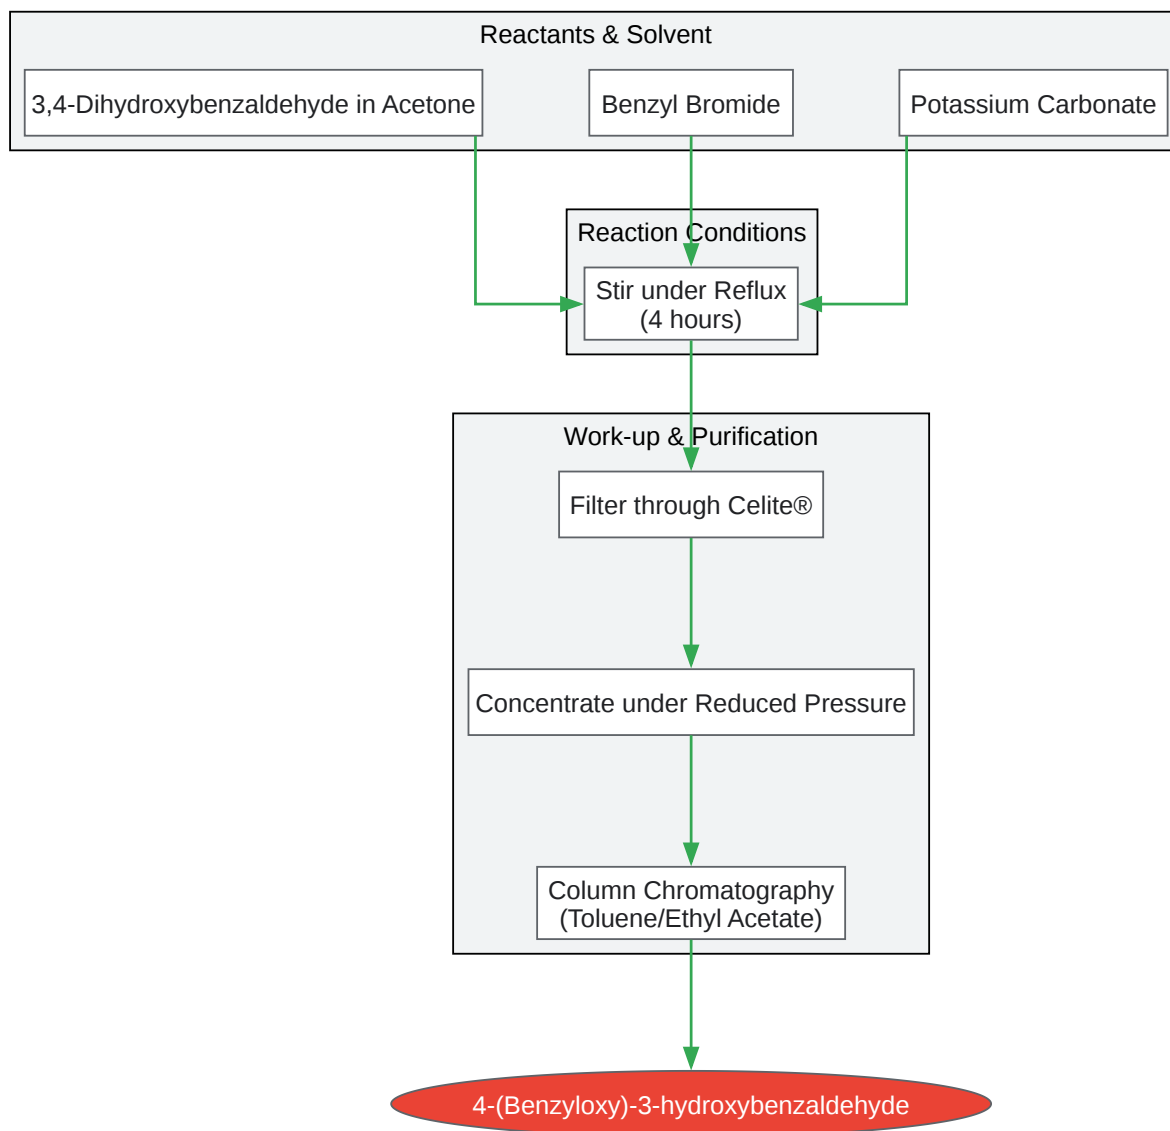 Reactants & Solvent
3,4-Dihydroxybenzaldehyde in Acetone
Benzyl Bromide
Potassium Carbonate
Reaction Conditions
Stir under Reflux
(4 hours)
Work-up & Purification
Filter through Celite®
Concentrate under Reduced Pressure
Column Chromatography
(Toluene/Ethyl Acetate)
4-(Benzyloxy)-3-hydroxybenzaldehyde